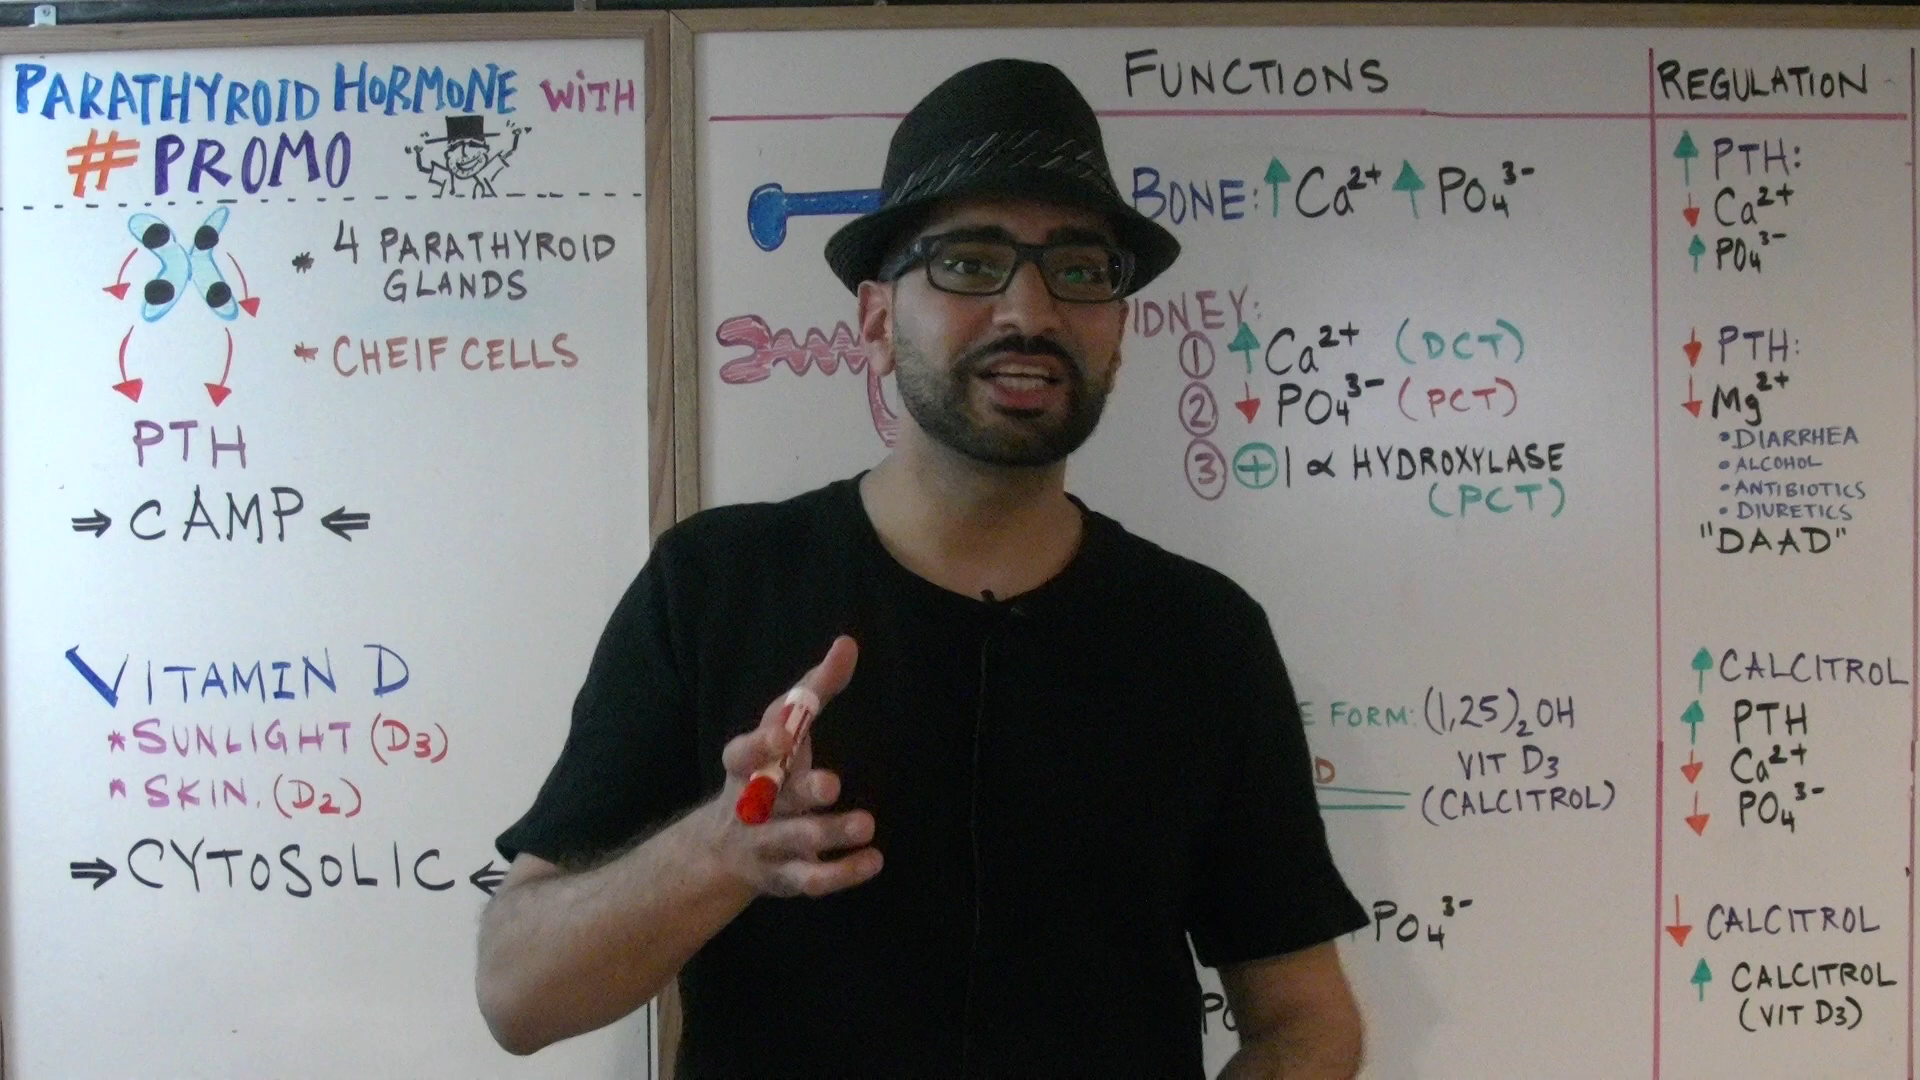 PARATHYROID HORMONE WITH
#PROMO
* 4 PARATHYROID
GLANDS
* CHEIF CELLS
PTH
⇒ CAMP ⇐
VITAMIN D
* SUNLIGHT (D3)
* SKIN. (D2)
⇒ CYTOSOLIC ⇐
FUNCTIONS
BONE: ↑ Ca²⁺ ↑ PO₄³⁻
IDNEY:
① ↑ Ca²⁺ (DCT)
② ↓ PO₄³⁻ (PCT)
③ ⊕ 1 ∝ HYDROXYLASE
(PCT)
E FORM: (1,25)₂ OH
D VIT D3
(CALCITROL)
PO₄³⁻
REGULATION
↑ PTH:
↓ Ca²⁺
↑ PO₄³⁻
↓ PTH:
↓ Mg²⁺
• DIARRHEA
• ALCOHOL
• ANTIBIOTICS
• DIURETICS
"DAAD"
↑ CALCITROL
↑ PTH
↓ Ca²⁺
↓ PO₄³⁻
↓ CALCITROL
↑ CALCITROL
(VIT D3)